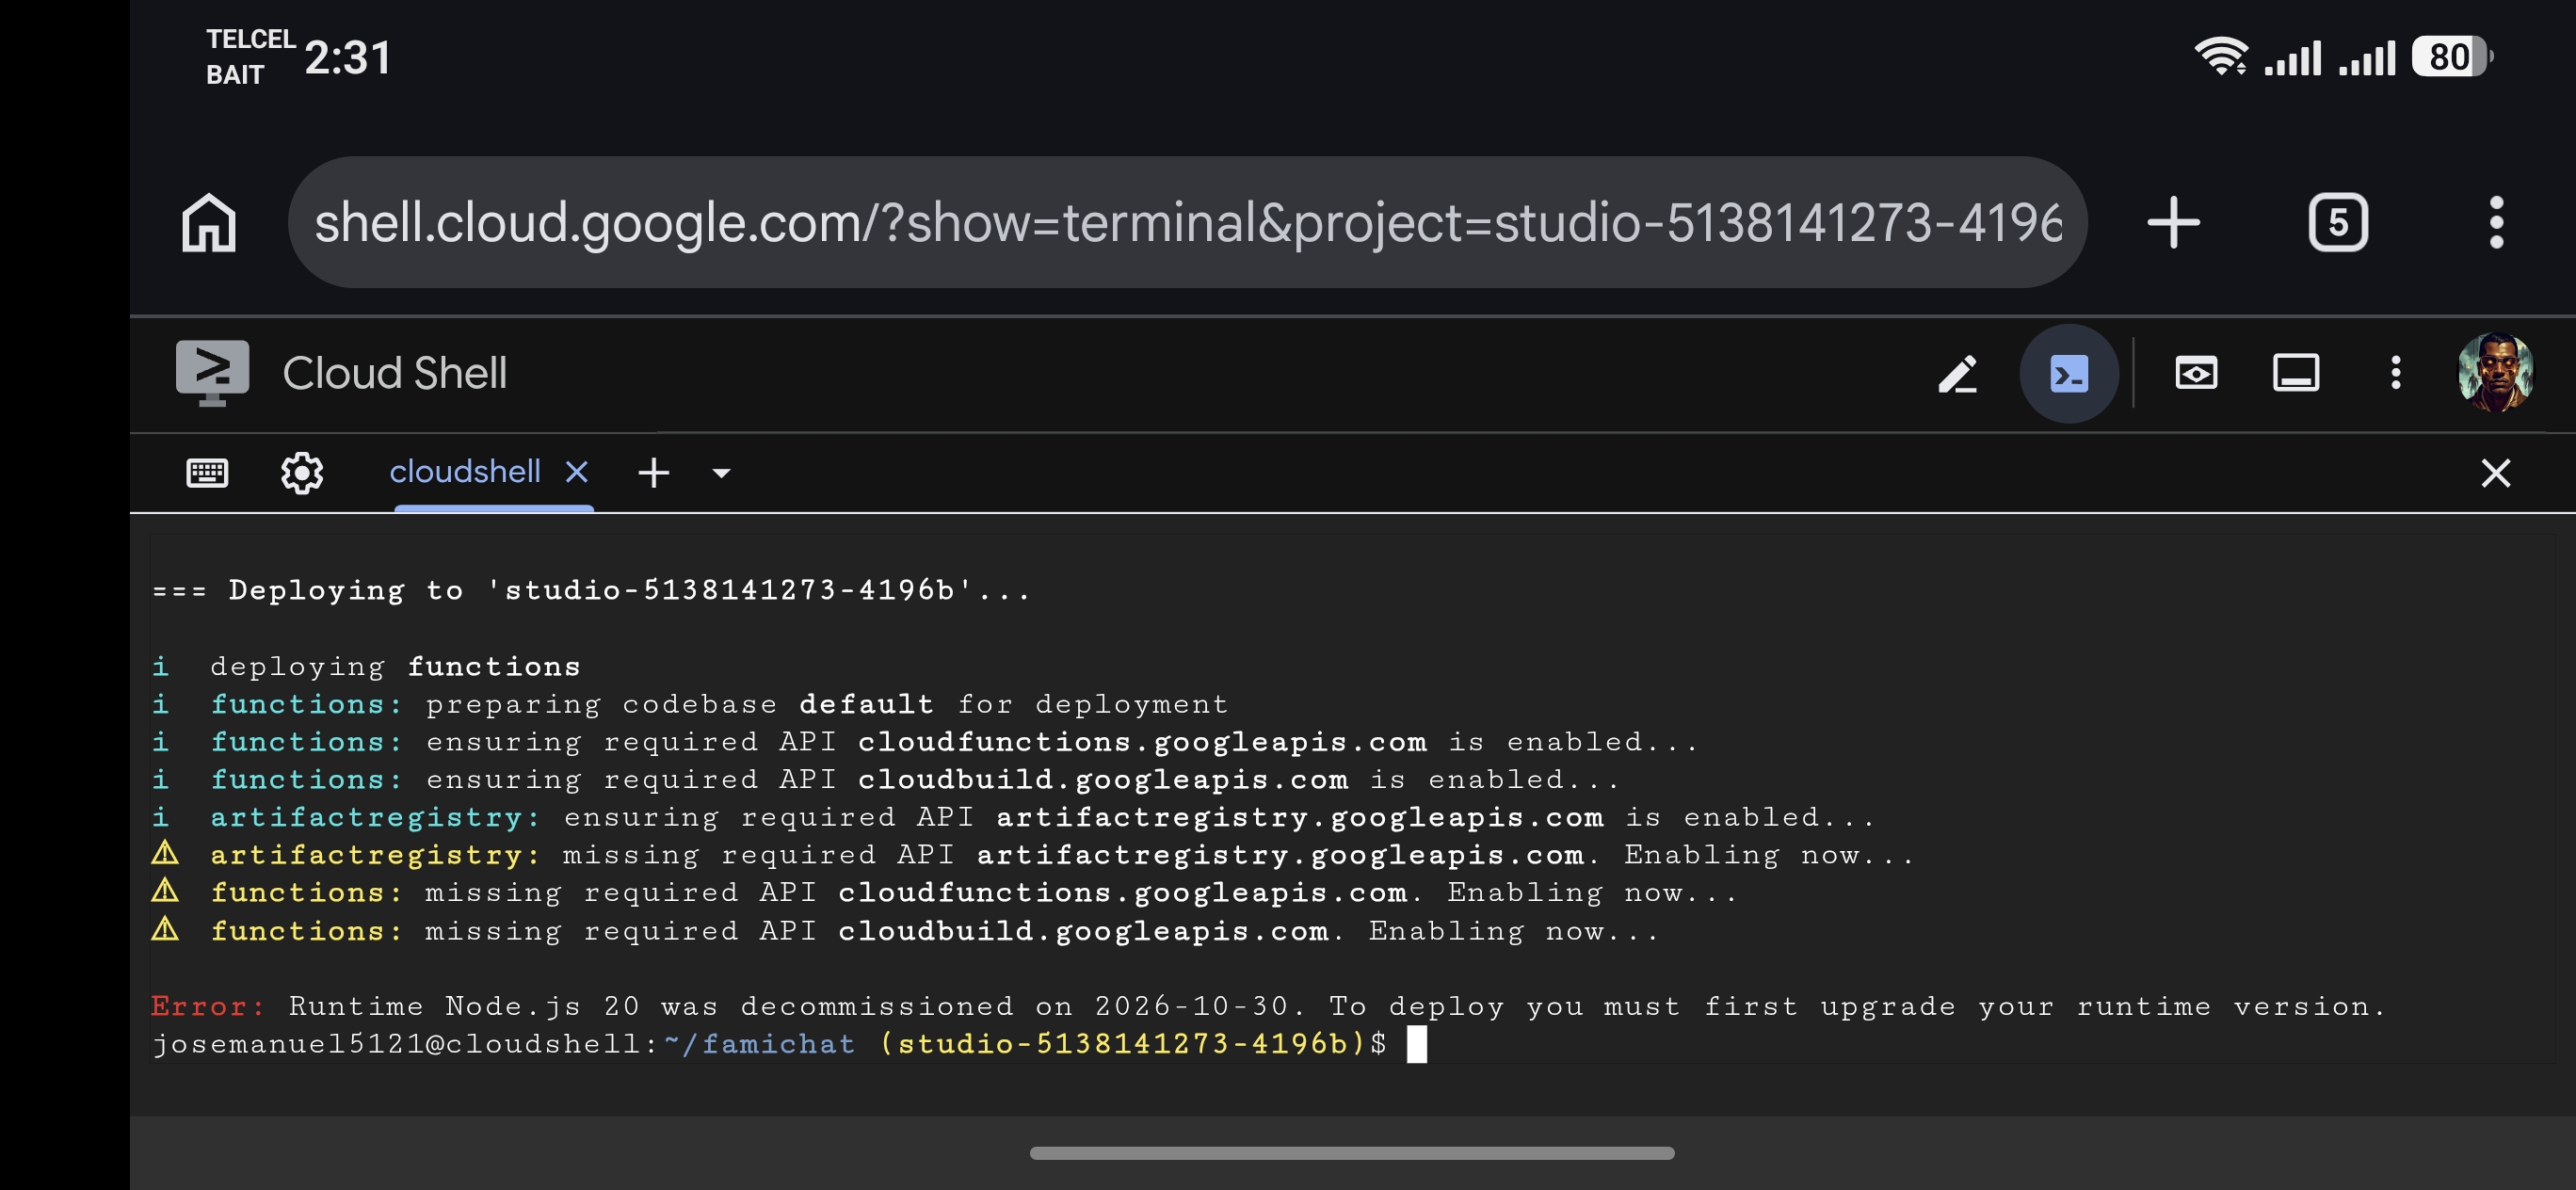 TELCEL
BAIT
2:31
80
shell.cloud.google.com/?show=terminal&project=studio-5138141273-4196
5
Cloud Shell
cloudshell
=== Deploying to 'studio-5138141273-4196b'...
i deploying functions
i functions: preparing codebase default for deployment
i functions: ensuring required API cloudfunctions.googleapis.com is enabled...
i functions: ensuring required API cloudbuild.googleapis.com is enabled...
i artifactregistry: ensuring required API artifactregistry.googleapis.com is enabled...
⚠ artifactregistry: missing required API artifactregistry.googleapis.com. Enabling now...
⚠ functions: missing required API cloudfunctions.googleapis.com. Enabling now...
⚠ functions: missing required API cloudbuild.googleapis.com. Enabling now...
Error: Runtime Node.js 20 was decommissioned on 2026-10-30. To deploy you must first upgrade your runtime version.
josemanuel5121@cloudshell:~/famichat (studio-5138141273-4196b)$